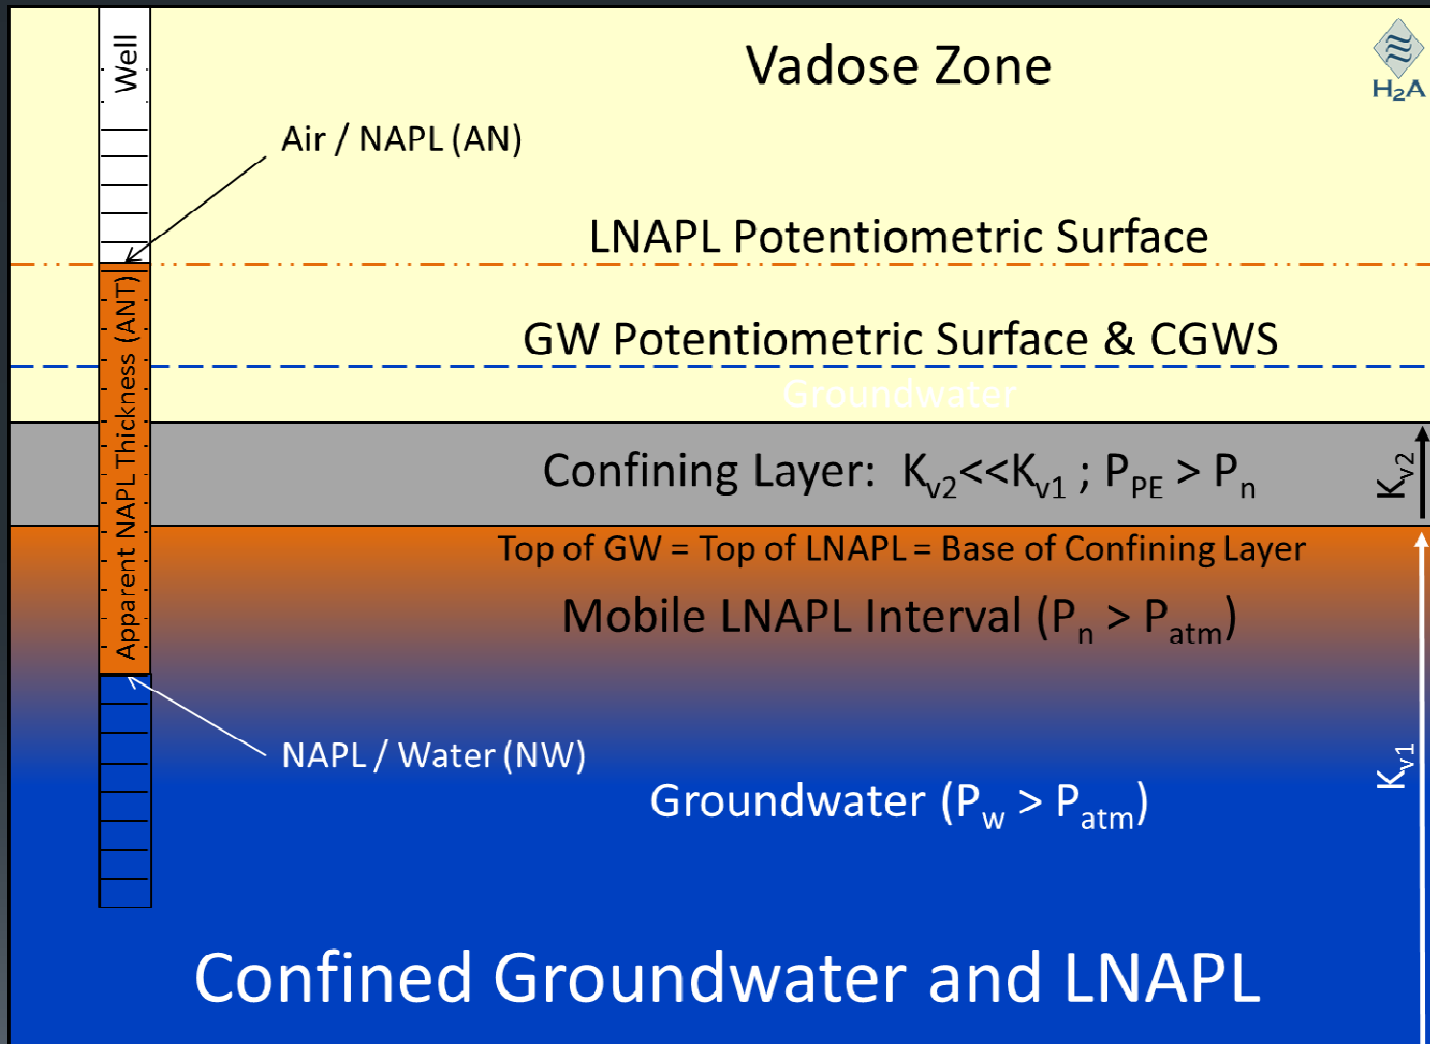 Well
Vadose Zone
H₂A
Air / NAPL (AN)
LNAPL Potentiometric Surface
Apparent NAPL Thickness (ANT)
GW Potentiometric Surface & CGWS
Groundwater
Confining Layer: Kv2<<Kv1 ; PPE > Pn
Kv2
Top of GW = Top of LNAPL = Base of Confining Layer
Mobile LNAPL Interval (Pn > Patm)
NAPL / Water (NW)
Kv1
Groundwater (Pw > Patm)
Confined Groundwater and LNAPL